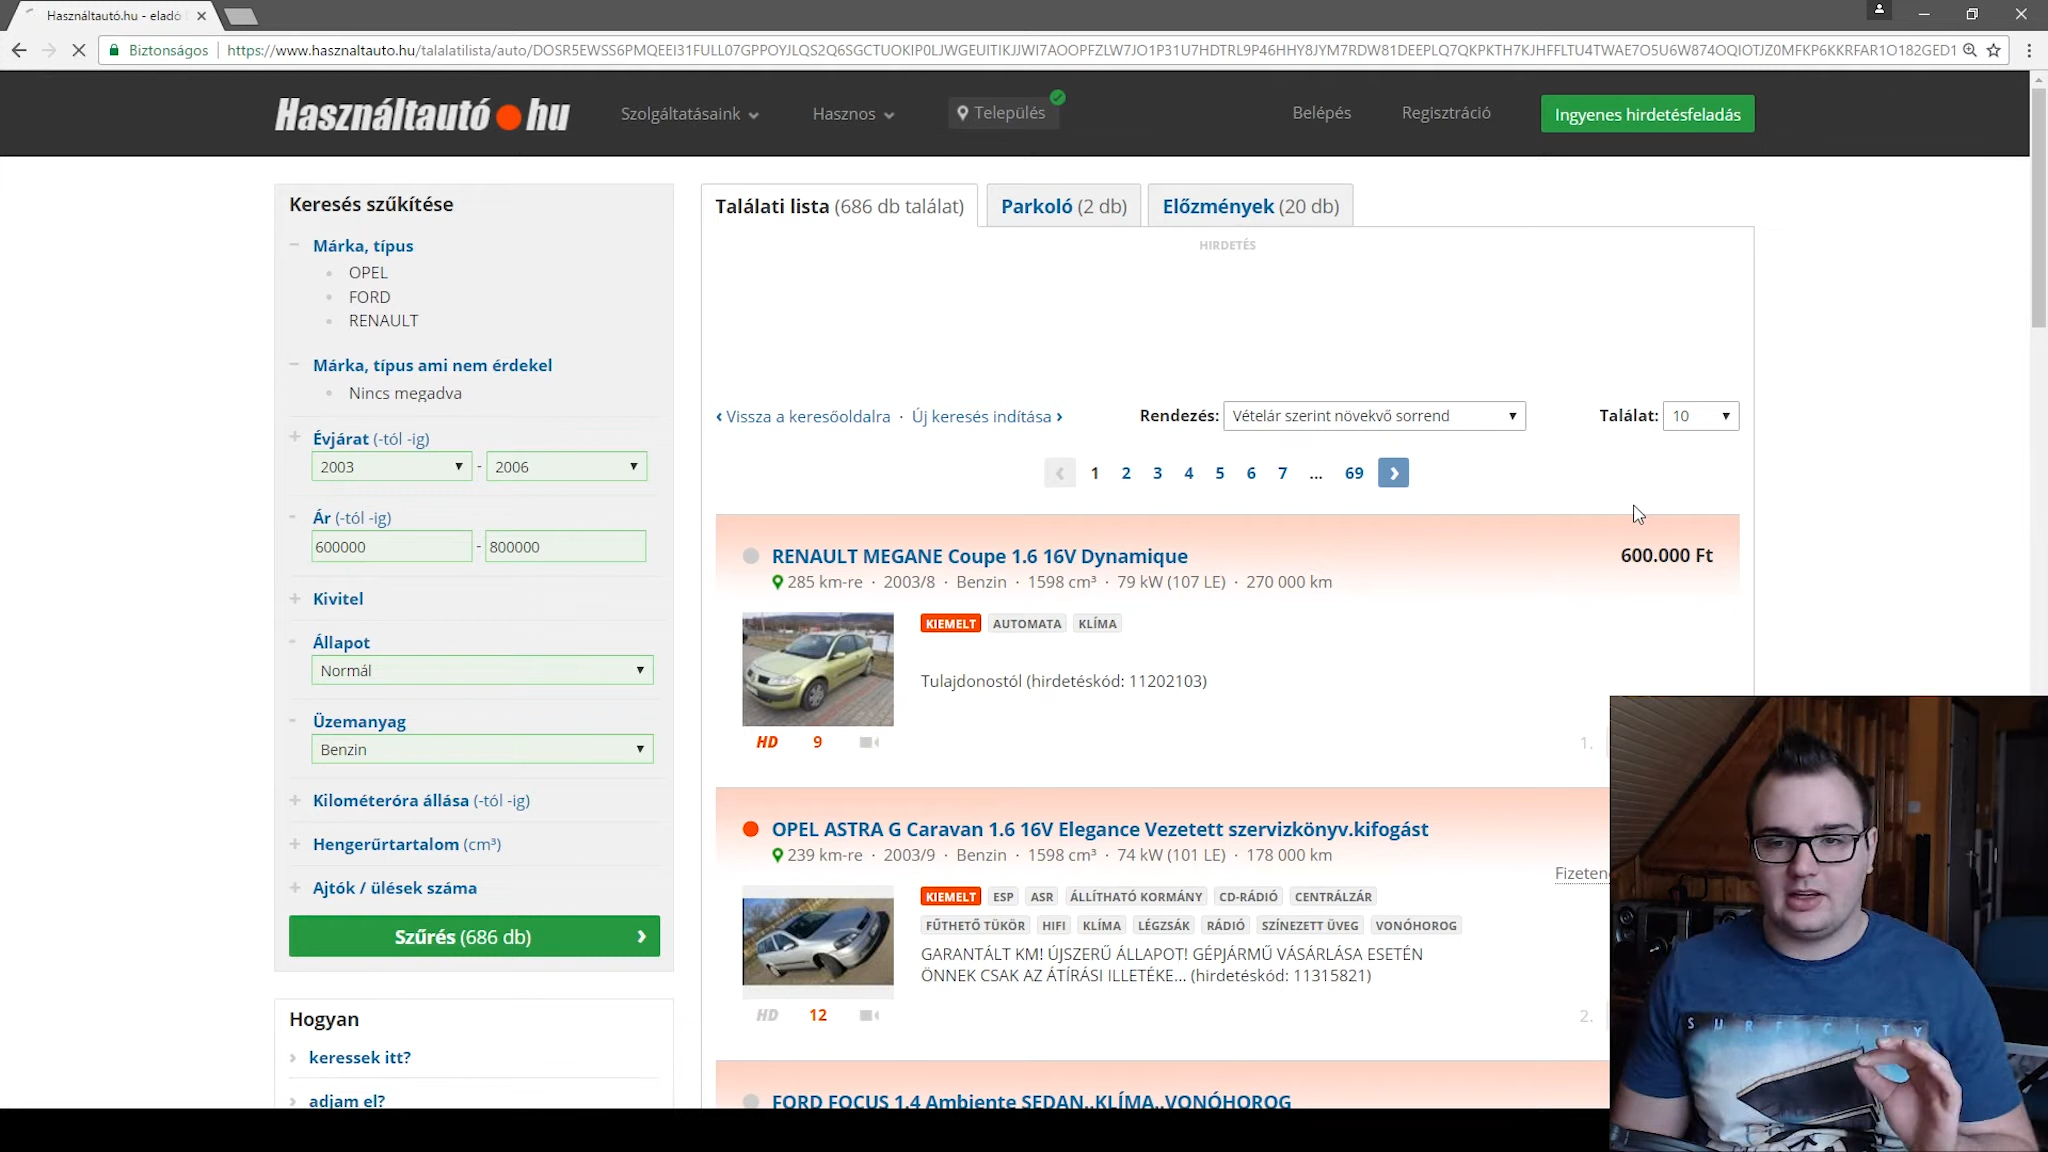 Használtautó.hu - eladó
Biztonságos
https://www.hasznaltauto.hu/talalatilista/auto/DOSR5EWSS6PMQEEI31FULL07GPPOYJLQS2Q6SGCTUOKIP0LJWGEUITIKJJWI7AOOPFZLW7JO1P31U7HDTRL9P46HHY8JYM7RDW81DEEPLQ7QKPKTH7KJHFFLTU4TWAE7O5U6W874OQIOTJZ0MFKP6KKRFAR1O182GED1
Használtautó.hu
Szolgáltatásaink
Hasznos
Település
Belépés
Regisztráció
Ingyenes hirdetésfeladás
Keresés szűkítése
Márka, típus
OPEL
FORD
RENAULT
Márka, típus ami nem érdekel
Nincs megadva
Évjárat (-tól -ig)
2003 - 2006
Ár (-tól -ig)
600000 - 800000
Kivitel
Állapot
Normál
Üzemanyag
Benzin
Kilométeróra állása (-tól -ig)
Hengerűrtartalom (cm³)
Ajtók / ülések száma
Szűrés (686 db)
Hogyan
keressek itt?
adjam el?
Találati lista (686 db találat)
Parkoló (2 db)
Előzmények (20 db)
HIRDETÉS
‹ Vissza a keresőoldalra · Új keresés indítása ›
Rendezés: Vételár szerint növekvő sorrend
Találat: 10
1 2 3 4 5 6 7 ... 69
RENAULT MEGANE Coupe 1.6 16V Dynamique
600.000 Ft
285 km-re · 2003/8 · Benzin · 1598 cm³ · 79 kW (107 LE) · 270 000 km
KIEMELT AUTOMATA KLÍMA
Tulajdonostól (hirdetéskód: 11202103)
HD 9
1.
OPEL ASTRA G Caravan 1.6 16V Elegance Vezetett szervizkönyv.kifogást
239 km-re · 2003/9 · Benzin · 1598 cm³ · 74 kW (101 LE) · 178 000 km
Fizetend
KIEMELT ESP ASR ÁLLÍTHATÓ KORMÁNY CD-RÁDIÓ CENTRÁLZÁR
FŰTHETŐ TÜKÖR HIFI KLÍMA LÉGZSÁK RÁDIÓ SZÍNEZETT ÜVEG VONÓHOROG
GARANTÁLT KM! ÚJSZERŰ ÁLLAPOT! GÉPJÁRMŰ VÁSÁRLÁSA ESETÉN
ÖNNEK CSAK AZ ÁTÍRÁSI ILLETÉKE... (hirdetéskód: 11315821)
HD 12
2.
FORD FOCUS 1.4 Ambiente SEDAN..KLÍMA..VONÓHOROG
SURF CITY